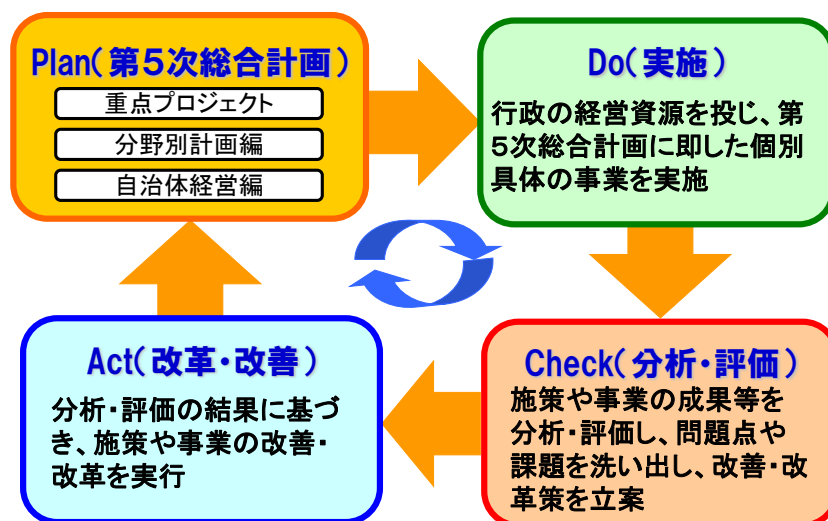 Plan(第5次総合計画)
重点プロジェクト
分野別計画編
自治体経営編
Do(実施)
行政の経営資源を投じ、第
5次総合計画に即した個別
具体の事業を実施
Act(改革・改善)
分析・評価の結果に基づ
き、施策や事業の改善・
改革を実行
Check(分析・評価)
施策や事業の成果等を
分析・評価し、問題点や
課題を洗い出し、改善・改
革策を立案